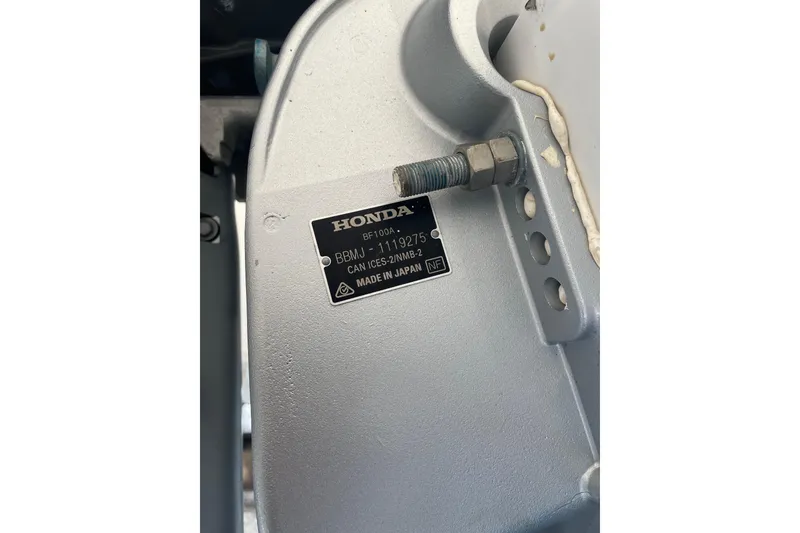 HONDA
BF100A
BBMJ - 1119275
CAN ICES-2/NMB-2
MADE IN JAPAN NF